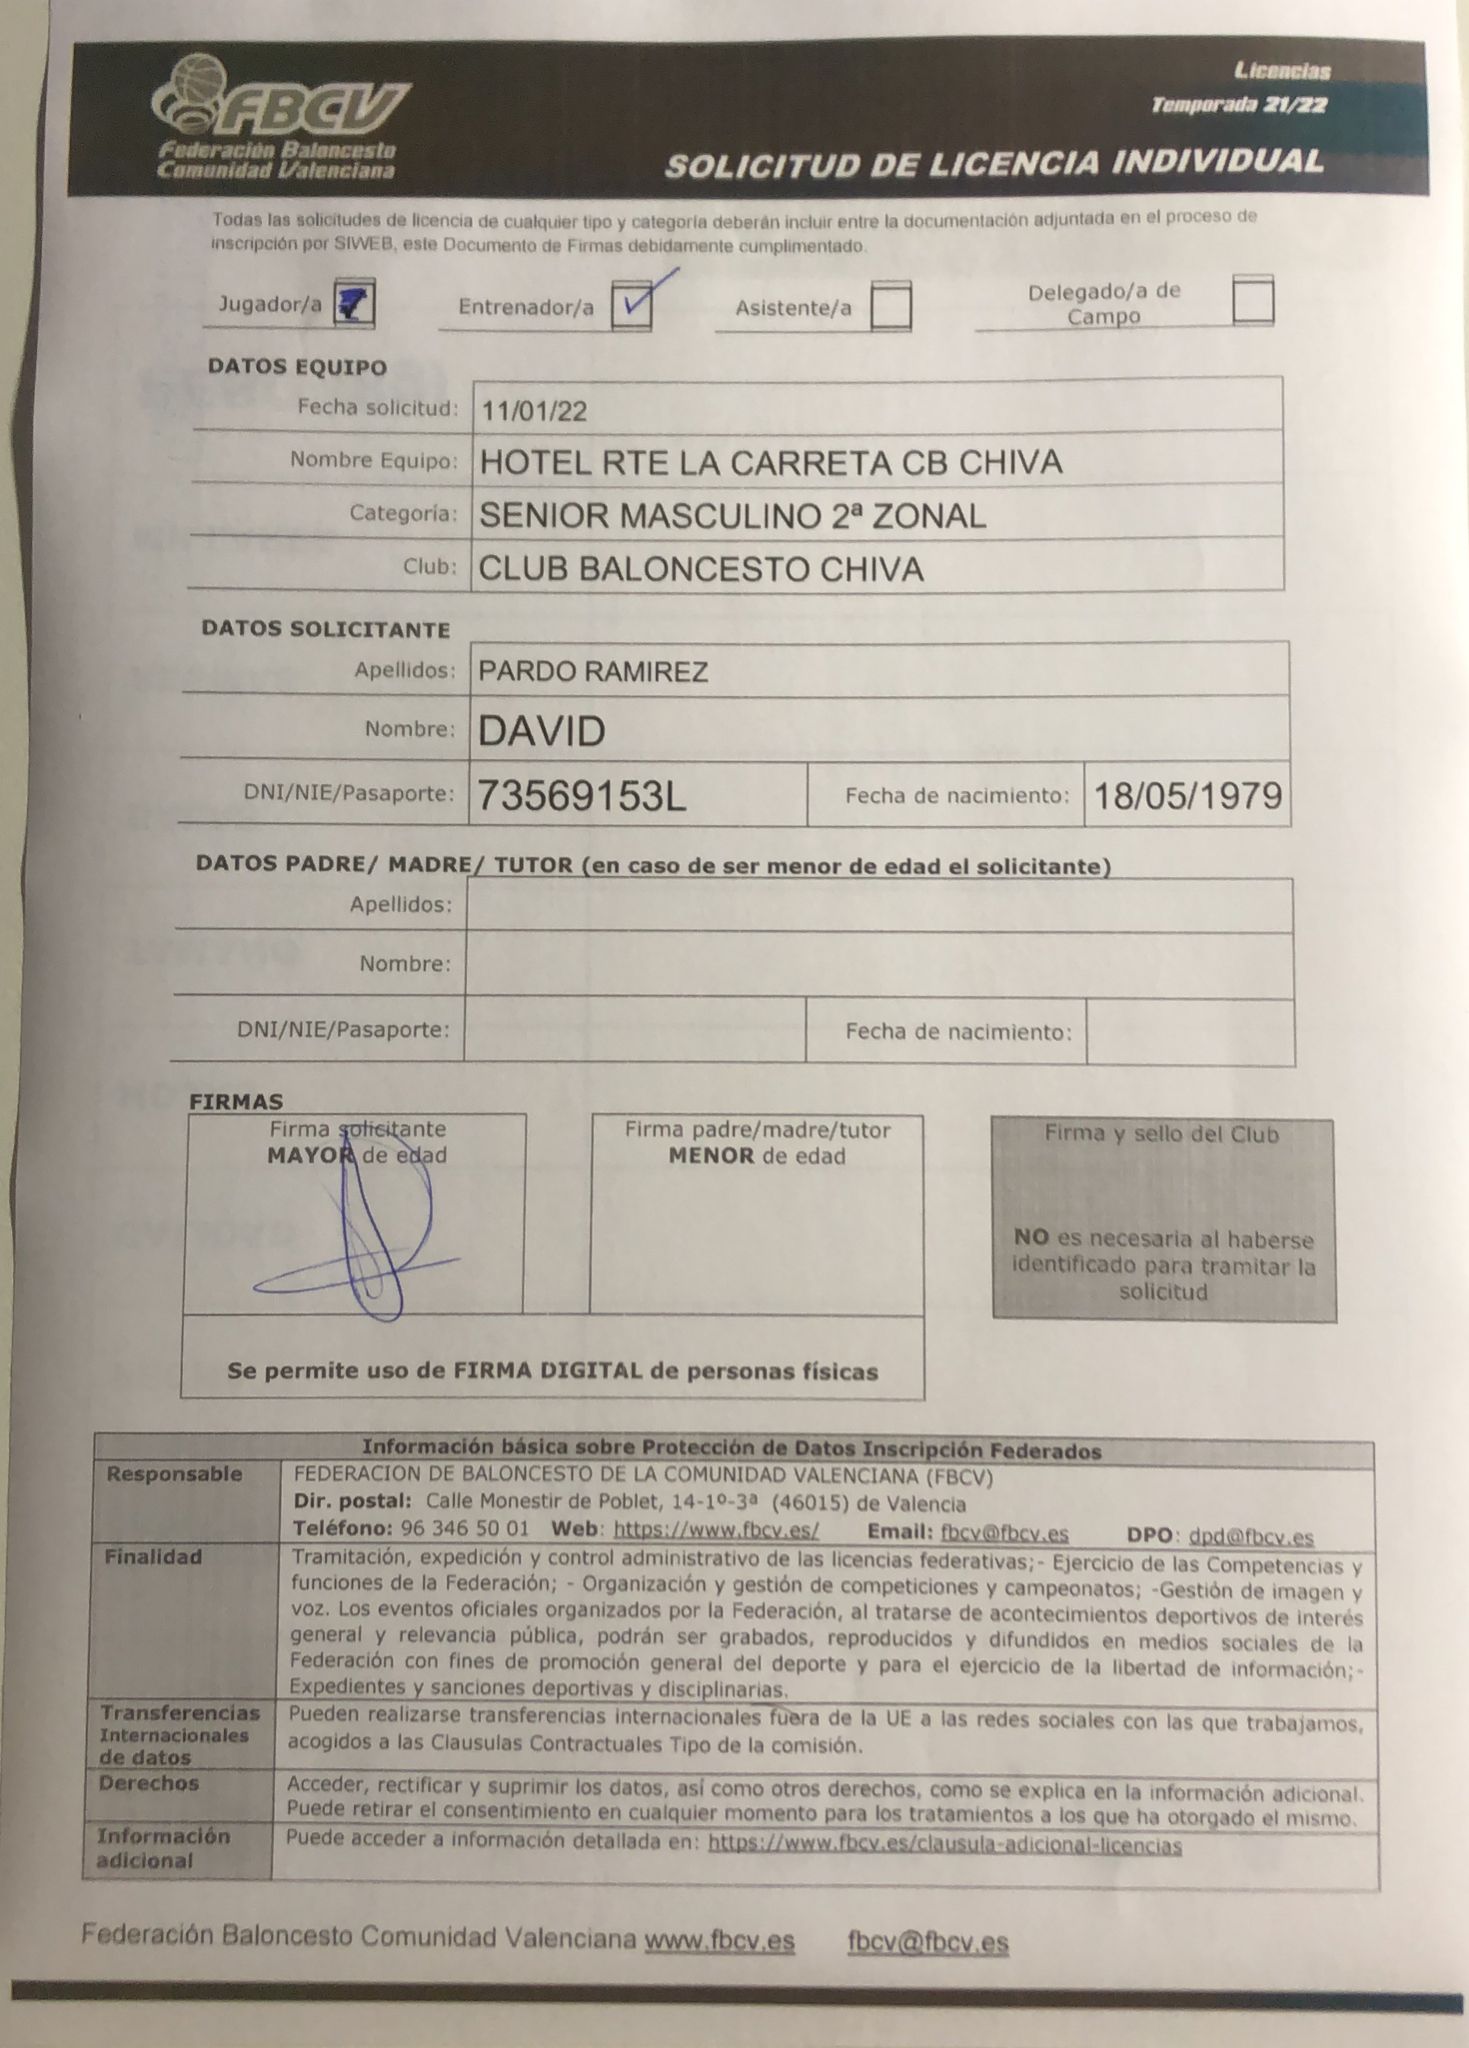 FBCV
Federación Baloncesto
Comunidad Valenciana
Licencias
Temporada 21/22
SOLICITUD DE LICENCIA INDIVIDUAL
Todas las solicitudes de licencia de cualquier tipo y categoría deberán incluir entre la documentación adjuntada en el proceso de
inscripción por SIWEB, este Documento de Firmas debidamente cumplimentado.
Jugador/a Entrenador/a Asistente/a Delegado/a de
Campo
DATOS EQUIPO
Fecha solicitud: 11/01/22
Nombre Equipo: HOTEL RTE LA CARRETA CB CHIVA
Categoría: SENIOR MASCULINO 2ª ZONAL
Club: CLUB BALONCESTO CHIVA
DATOS SOLICITANTE
Apellidos: PARDO RAMIREZ
Nombre: DAVID
DNI/NIE/Pasaporte: 73569153L Fecha de nacimiento: 18/05/1979
DATOS PADRE/ MADRE/ TUTOR (en caso de ser menor de edad el solicitante)
Apellidos:
Nombre:
DNI/NIE/Pasaporte: Fecha de nacimiento:
FIRMAS
Firma solicitante
MAYOR de edad
Firma padre/madre/tutor
MENOR de edad
Firma y sello del Club
NO es necesaria al haberse
identificado para tramitar la
solicitud
Se permite uso de FIRMA DIGITAL de personas físicas
Información básica sobre Protección de Datos Inscripción Federados
Responsable FEDERACION DE BALONCESTO DE LA COMUNIDAD VALENCIANA (FBCV)
Dir. postal: Calle Monestir de Poblet, 14-1º-3ª (46015) de Valencia
Teléfono: 96 346 50 01 Web: https://www.fbcv.es/ Email: fbcv@fbcv.es DPO: dpd@fbcv.es
Finalidad Tramitación, expedición y control administrativo de las licencias federativas;- Ejercicio de las Competencias y
funciones de la Federación; - Organización y gestión de competiciones y campeonatos; -Gestión de imagen y
voz. Los eventos oficiales organizados por la Federación, al tratarse de acontecimientos deportivos de interés
general y relevancia pública, podrán ser grabados, reproducidos y difundidos en medios sociales de la
Federación con fines de promoción general del deporte y para el ejercicio de la libertad de información;-
Expedientes y sanciones deportivas y disciplinarias.
Transferencias
Internacionales
de datos
Pueden realizarse transferencias internacionales fuera de la UE a las redes sociales con las que trabajamos,
acogidos a las Clausulas Contractuales Tipo de la comisión.
Derechos Acceder, rectificar y suprimir los datos, así como otros derechos, como se explica en la información adicional.
Puede retirar el consentimiento en cualquier momento para los tratamientos a los que ha otorgado el mismo.
Información
adicional
Puede acceder a información detallada en: https://www.fbcv.es/clausula-adicional-licencias
Federación Baloncesto Comunidad Valenciana www.fbcv.es fbcv@fbcv.es